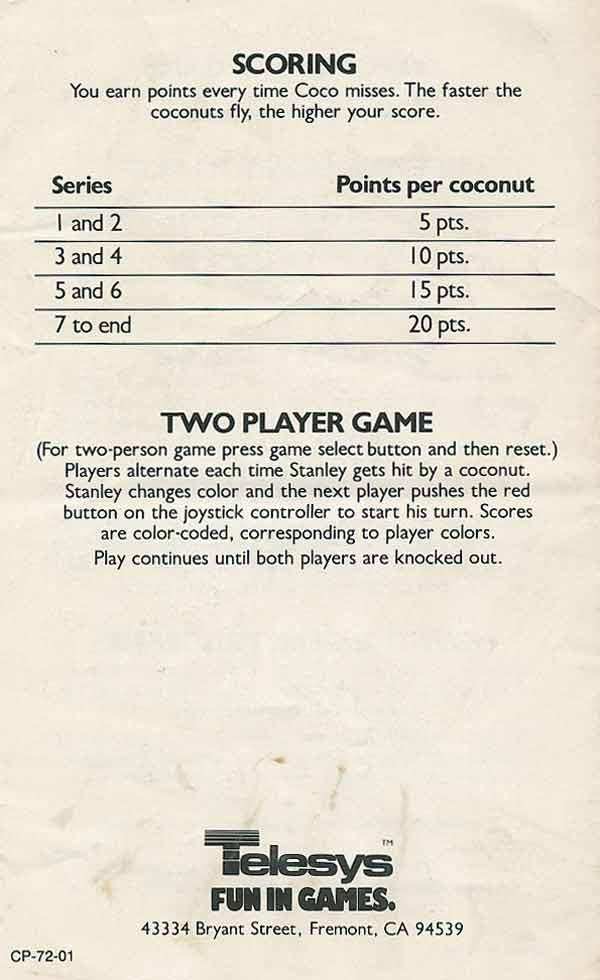 SCORING
You earn points every time Coco misses. The faster the
coconuts fly, the higher your score.
Series Points per coconut
1 and 2 5 pts.
3 and 4 10 pts.
5 and 6 15 pts.
7 to end 20 pts.
TWO PLAYER GAME
(For two-person game press game select button and then reset.)
Players alternate each time Stanley gets hit by a coconut.
Stanley changes color and the next player pushes the red
button on the joystick controller to start his turn. Scores
are color-coded, corresponding to player colors.
Play continues until both players are knocked out.
Telesys™
FUN IN GAMES.
43334 Bryant Street, Fremont, CA 94539
CP-72-01